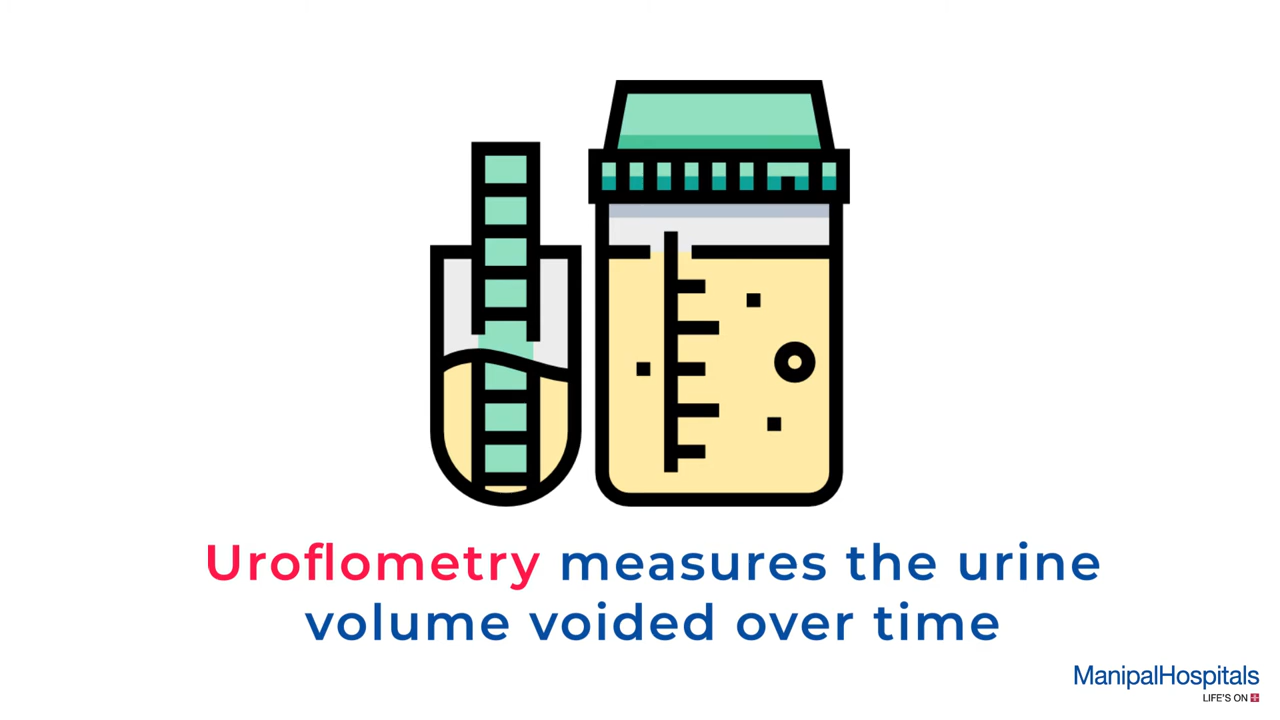 Uroflometry measures the urine
volume voided over time
ManipalHospitals
LIFE'S ON